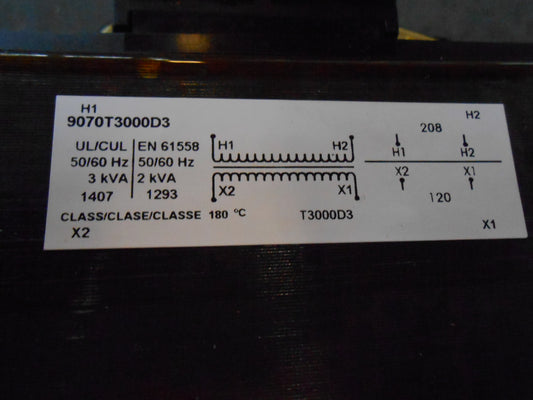 H1
H2
9070T3000D3
208
UL/CUL EN 61558
50/60 Hz 50/60 Hz
3 kVA 2 kVA
1407 1293
H1 H2
X2 X1
H1 H2
X2 X1
120
CLASS/CLASE/CLASSE 180 °C
T3000D3
X2
X1